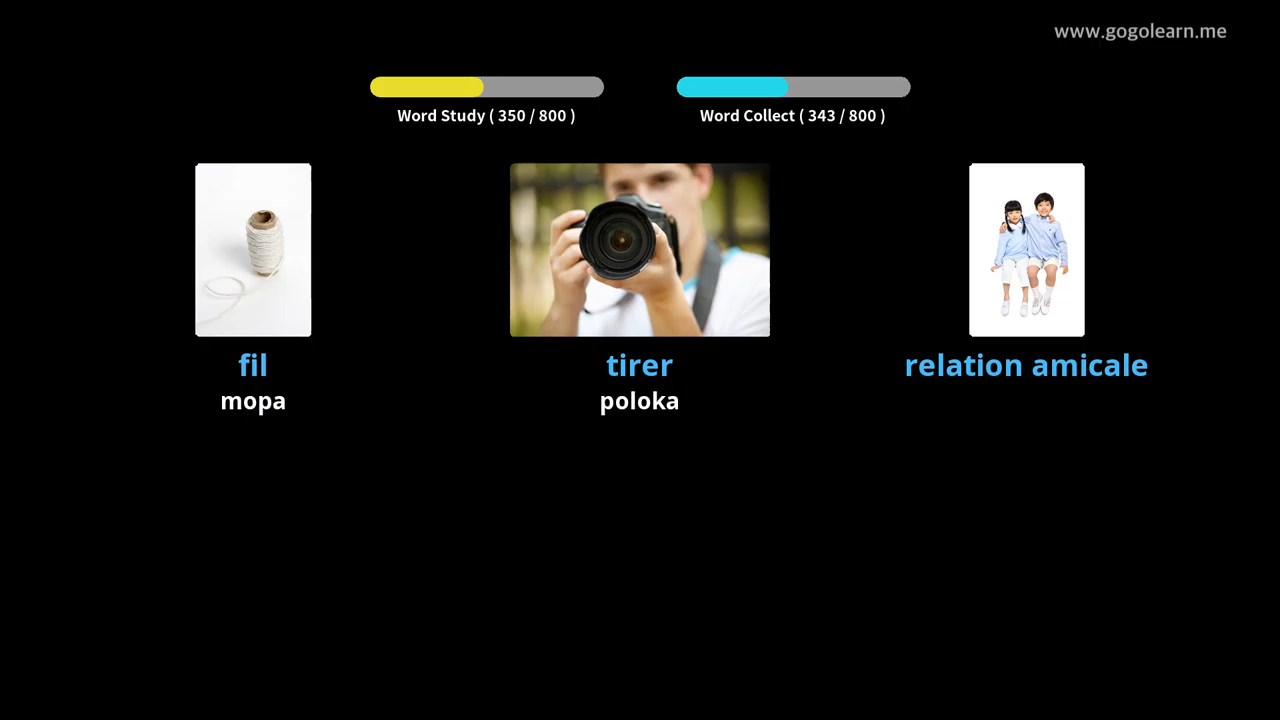 www.gogolearn.me
Word Study ( 350 / 800 )
Word Collect ( 343 / 800 )
fil
mopa
tirer
poloka
relation amicale